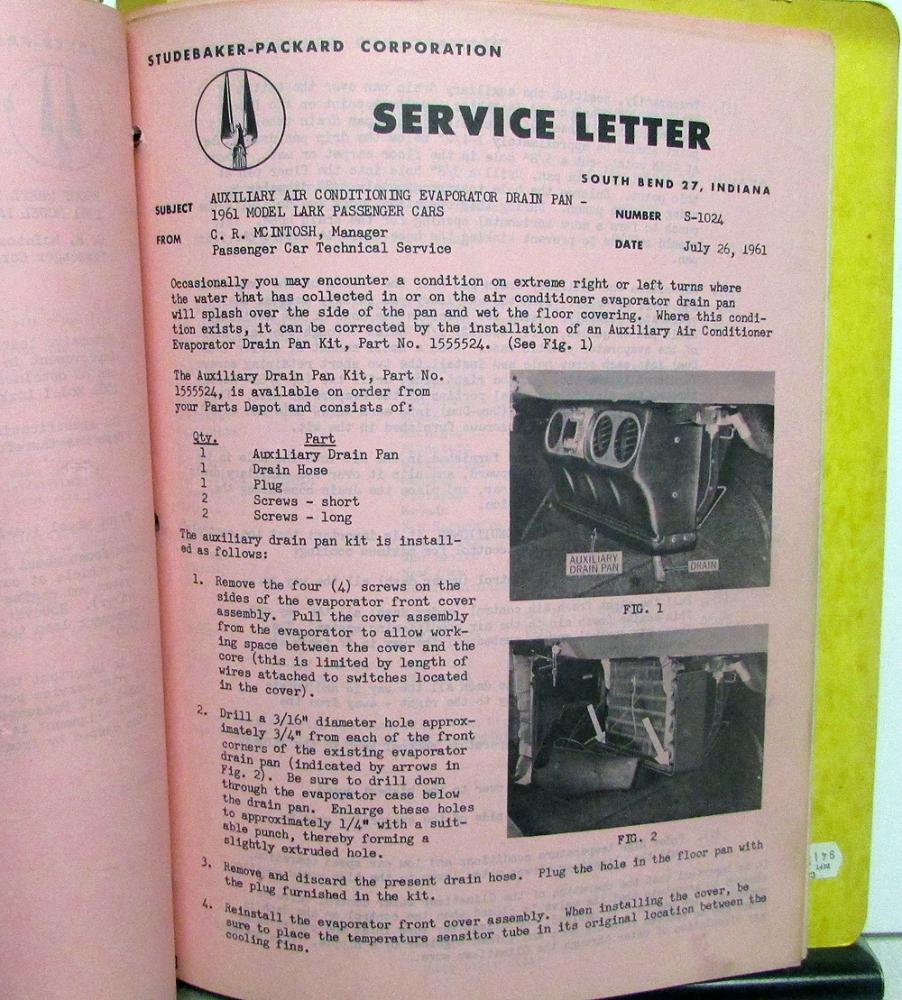 STUDEBAKER-PACKARD CORPORATION
SERVICE LETTER
SOUTH BEND 27, INDIANA
SUBJECT AUXILIARY AIR CONDITIONING EVAPORATOR DRAIN PAN -
1961 MODEL LARK PASSENGER CARS
NUMBER S-1024
FROM C. R. MCINTOSH, Manager
Passenger Car Technical Service
DATE July 26, 1961
Occasionally you may encounter a condition on extreme right or left turns where
the water that has collected in or on the air conditioner evaporator drain pan
will splash over the side of the pan and wet the floor covering. Where this condi-
tion exists, it can be corrected by the installation of an Auxiliary Air Conditioner
Evaporator Drain Pan Kit, Part No. 1555524. (See Fig. 1)
The Auxiliary Drain Pan Kit, Part No.
1555524, is available on order from
your Parts Depot and consists of:
Qty. Part
1 Auxiliary Drain Pan
1 Drain Hose
1 Plug
2 Screws - short
2 Screws - long
The auxiliary drain pan kit is install-
ed as follows:
1. Remove the four (4) screws on the
sides of the evaporator front cover
assembly. Pull the cover assembly
from the evaporator to allow work-
ing space between the cover and the
core (this is limited by length of
wires attached to switches located
in the cover).
2. Drill a 3/16" diameter hole approx-
imately 3/4" from each of the front
corners of the existing evaporator
drain pan (indicated by arrows in
Fig. 2). Be sure to drill down
through the evaporator case below
the drain pan. Enlarge these holes
to approximately 1/4" with a suit-
able punch, thereby forming a
slightly extruded hole.
AUXILIARY
DRAIN PAN
DRAIN
FIG. 1
FIG. 2
3. Remove and discard the present drain hose. Plug the hole in the floor pan with
the plug furnished in the kit.
4. Reinstall the evaporator front cover assembly. When installing the cover, be
sure to place the temperature sensitor tube in its original location between the
cooling fins.